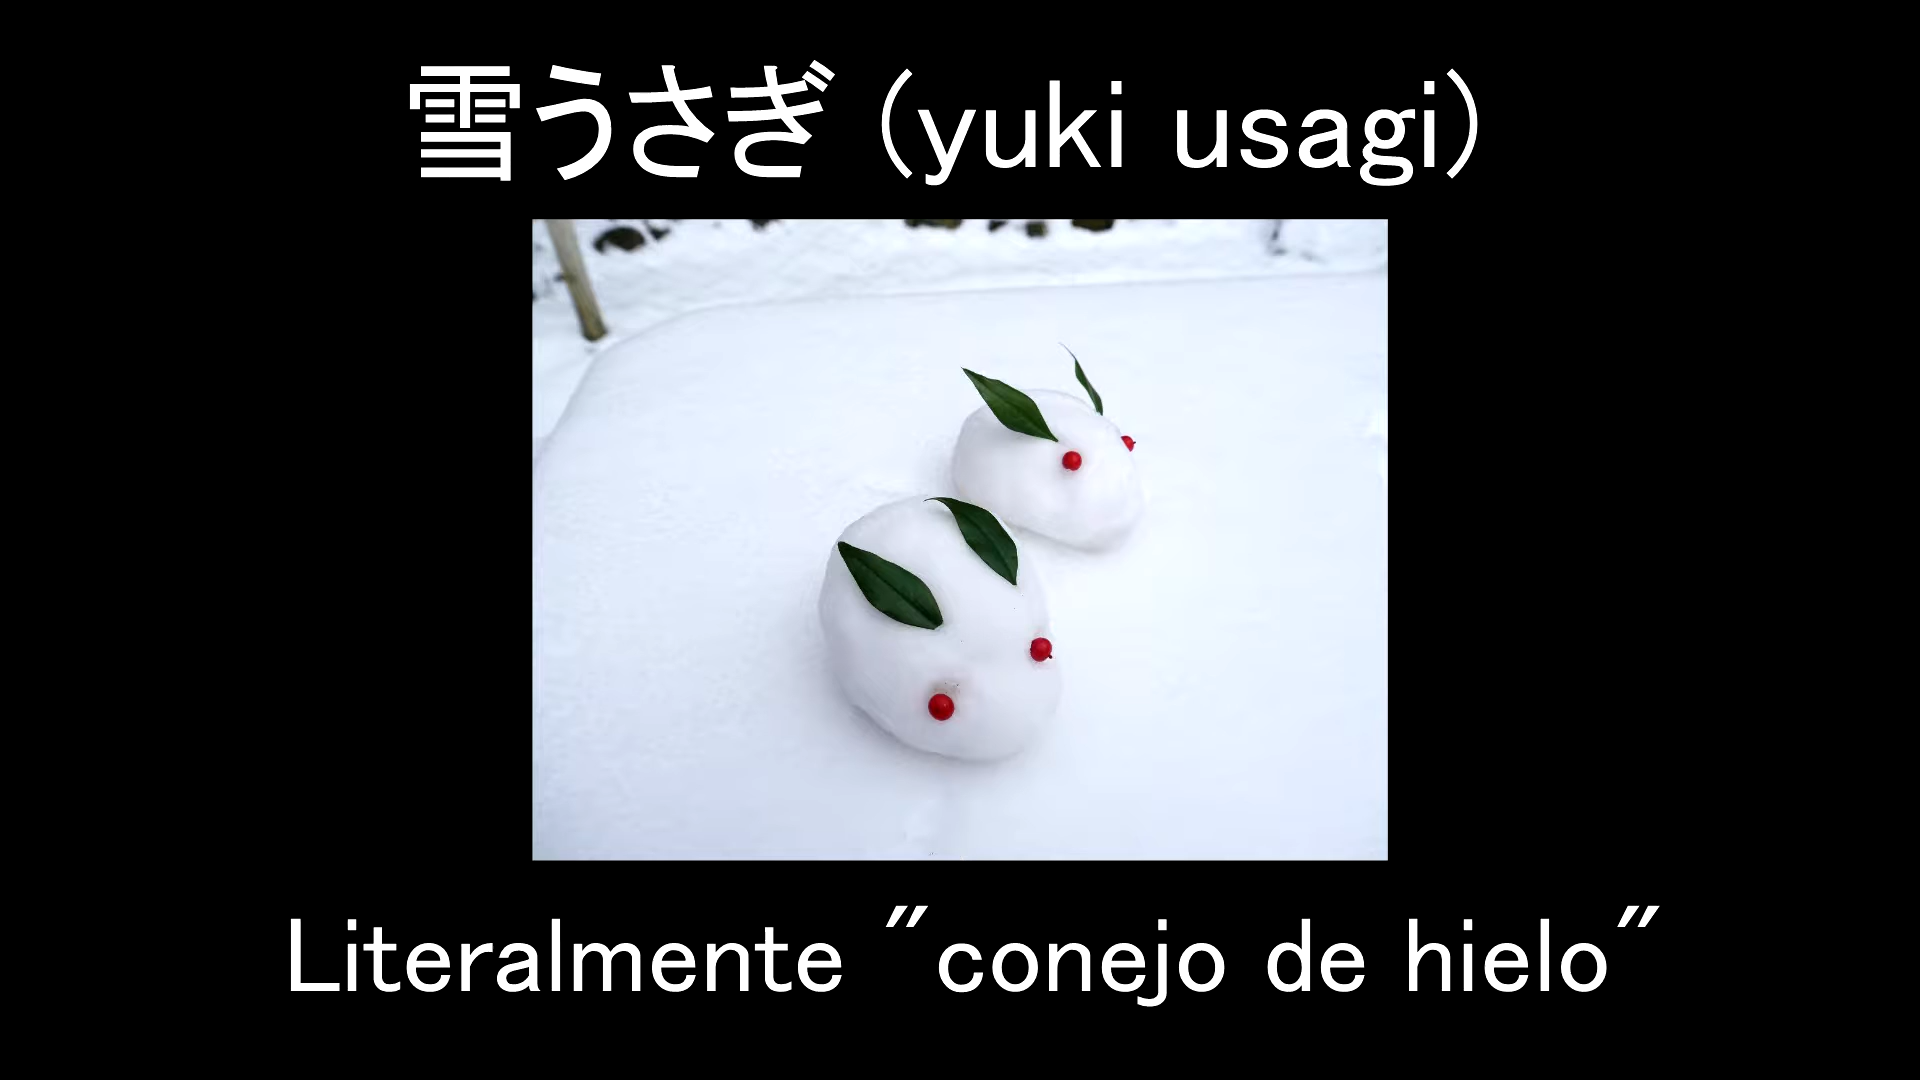 雪うさぎ (yuki usagi)
Literalmente "conejo de hielo"